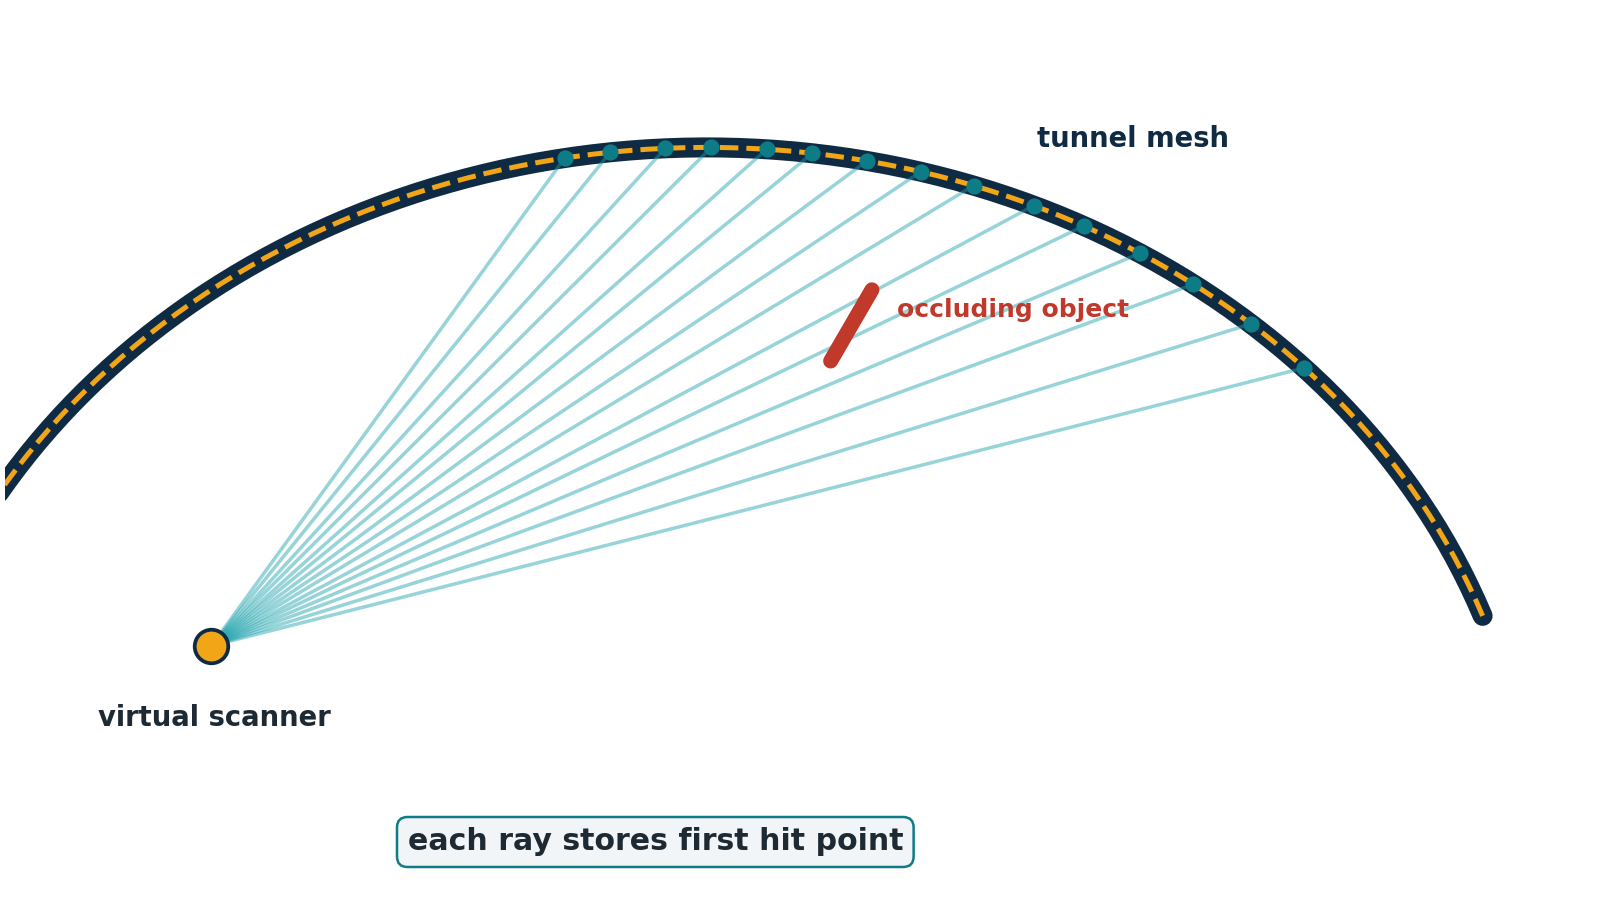 tunnel mesh
occluding object
virtual scanner
each ray stores first hit point